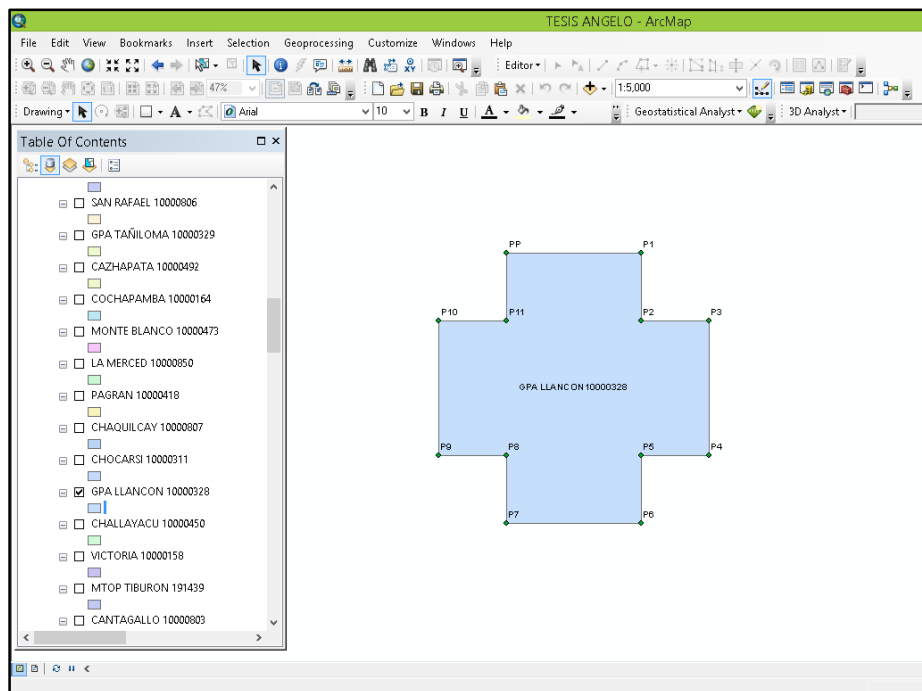 TESIS ANGELO - ArcMap
File Edit View Bookmarks Insert Selection Geoprocessing Customize Windows Help
Editor
47% 1:5,000
Drawing A Arial 10 B I U A Geostatistical Analyst 3D Analyst
Table Of Contents
SAN RAFAEL 10000806
GPA TAÑILOMA 10000329
CAZHAPATA 10000492
COCHAPAMBA 10000164
MONTE BLANCO 10000473
LA MERCED 10000850
PAGRAN 10000418
CHAQUILCAY 10000807
CHOCARSI 10000311
GPA LLANCON 10000328
CHALLAYACU 10000450
VICTORIA 10000158
MTOP TIBURON 191439
CANTAGALLO 10000803
PP P1
P10 P11 P2 P3
GPA LLANCON10000328
P9 P8 P5 P4
P7 P6